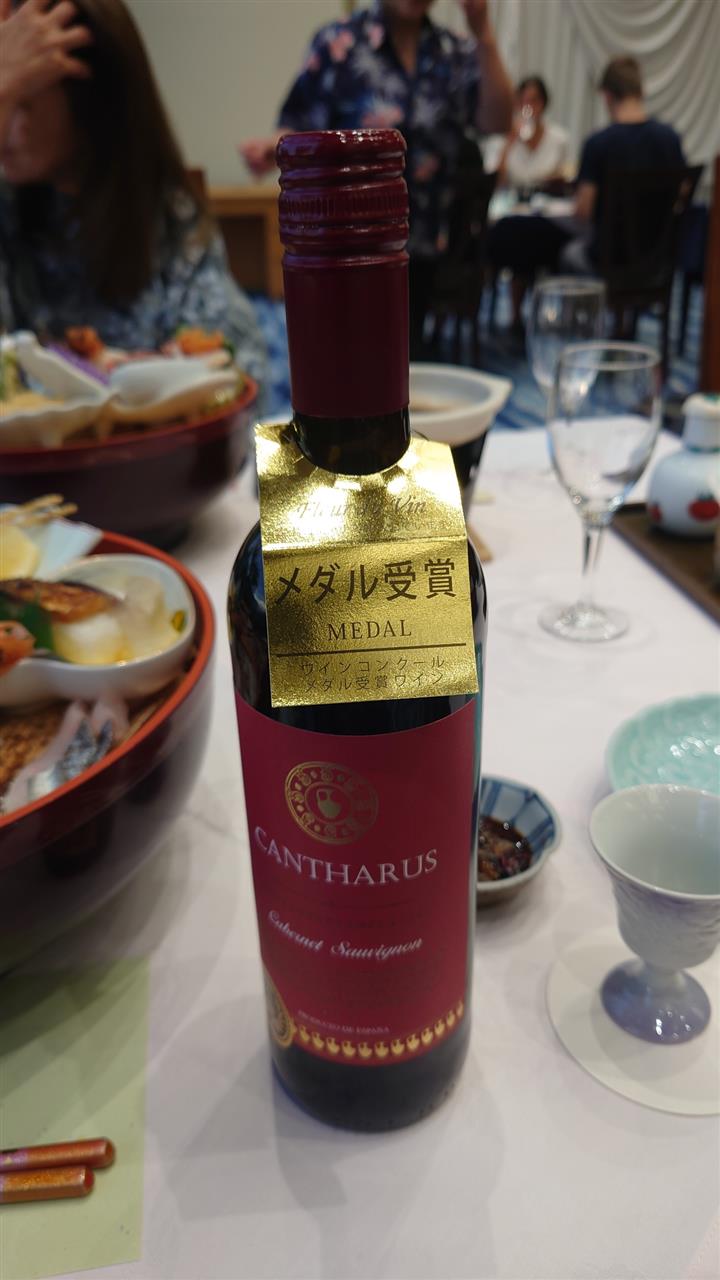 Fleur de Vin
メダル受賞
MEDAL
ワインコンクール
メダル受賞ワイン
CANTHARUS
Cabernet Sauvignon
PRODUCTO DE ESPAÑA